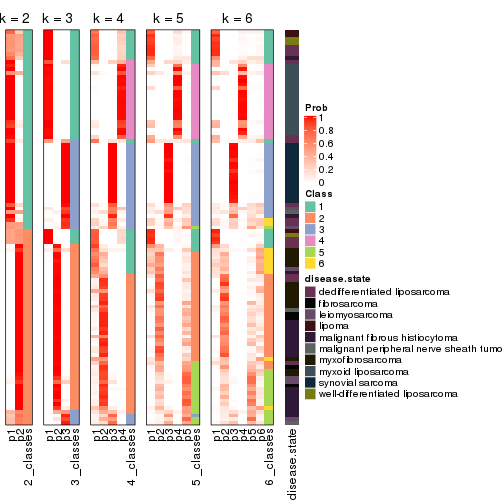 k = 2 k = 3 k = 4 k = 5 k = 6
Prob
1
0.8
0.6
0.4
0.2
0
Class
1
2
3
4
5
6
disease.state
dedifferentiated liposarcoma
fibrosarcoma
leiomyosarcoma
lipoma
malignant fibrous histiocytoma
malignant peripheral nerve sheath tumo
myxofibrosarcoma
myxoid liposarcoma
synovial sarcoma
well-differentiated liposarcoma
p1 p2 2_classes p1 p2 p3 3_classes p1 p2 p3 p4 4_classes p1 p2 p3 p4 p5 5_classes p1 p2 p3 p4 p5 p6 6_classes disease.state